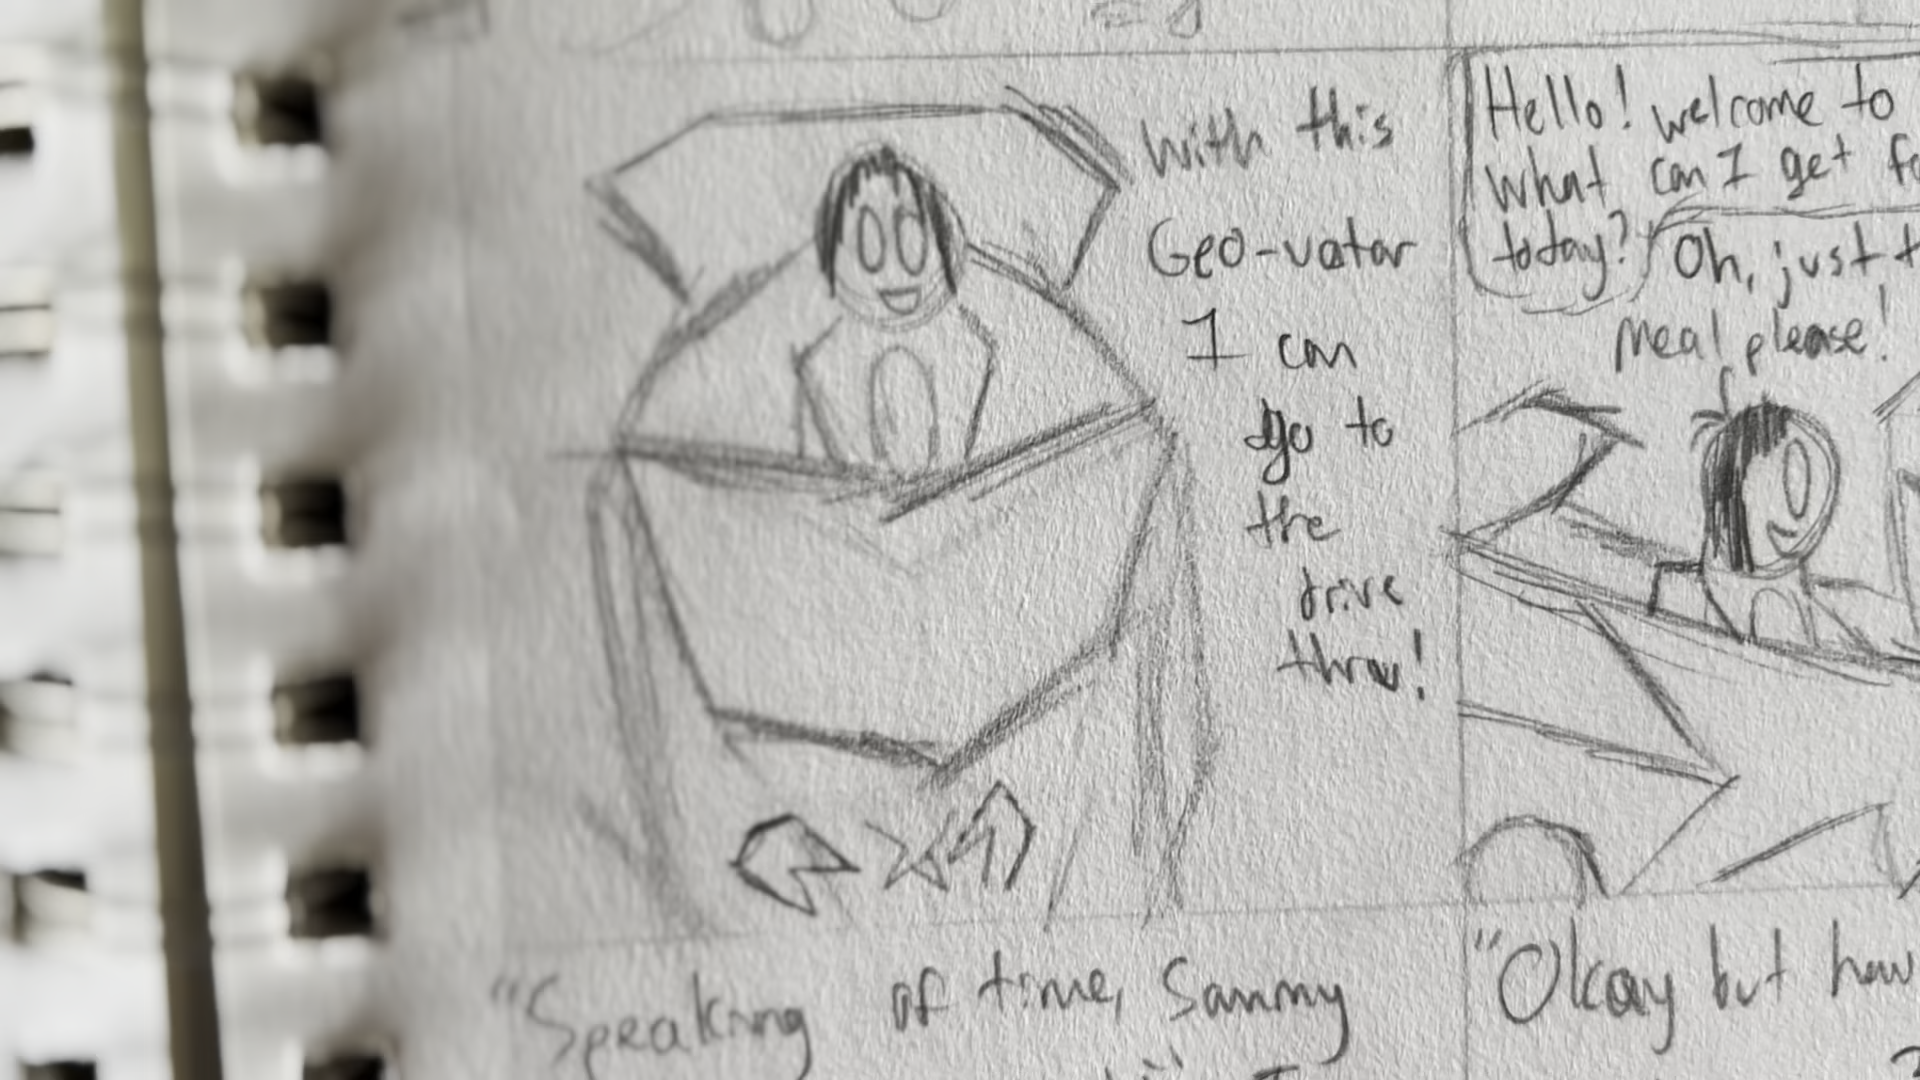 With this
Geo-vator
I can
go to
the
drive
thru!
Hello! welcome to
what can I get
today?
Oh, just
meal please!
"Speaking of time, Sammy
"Okay but how